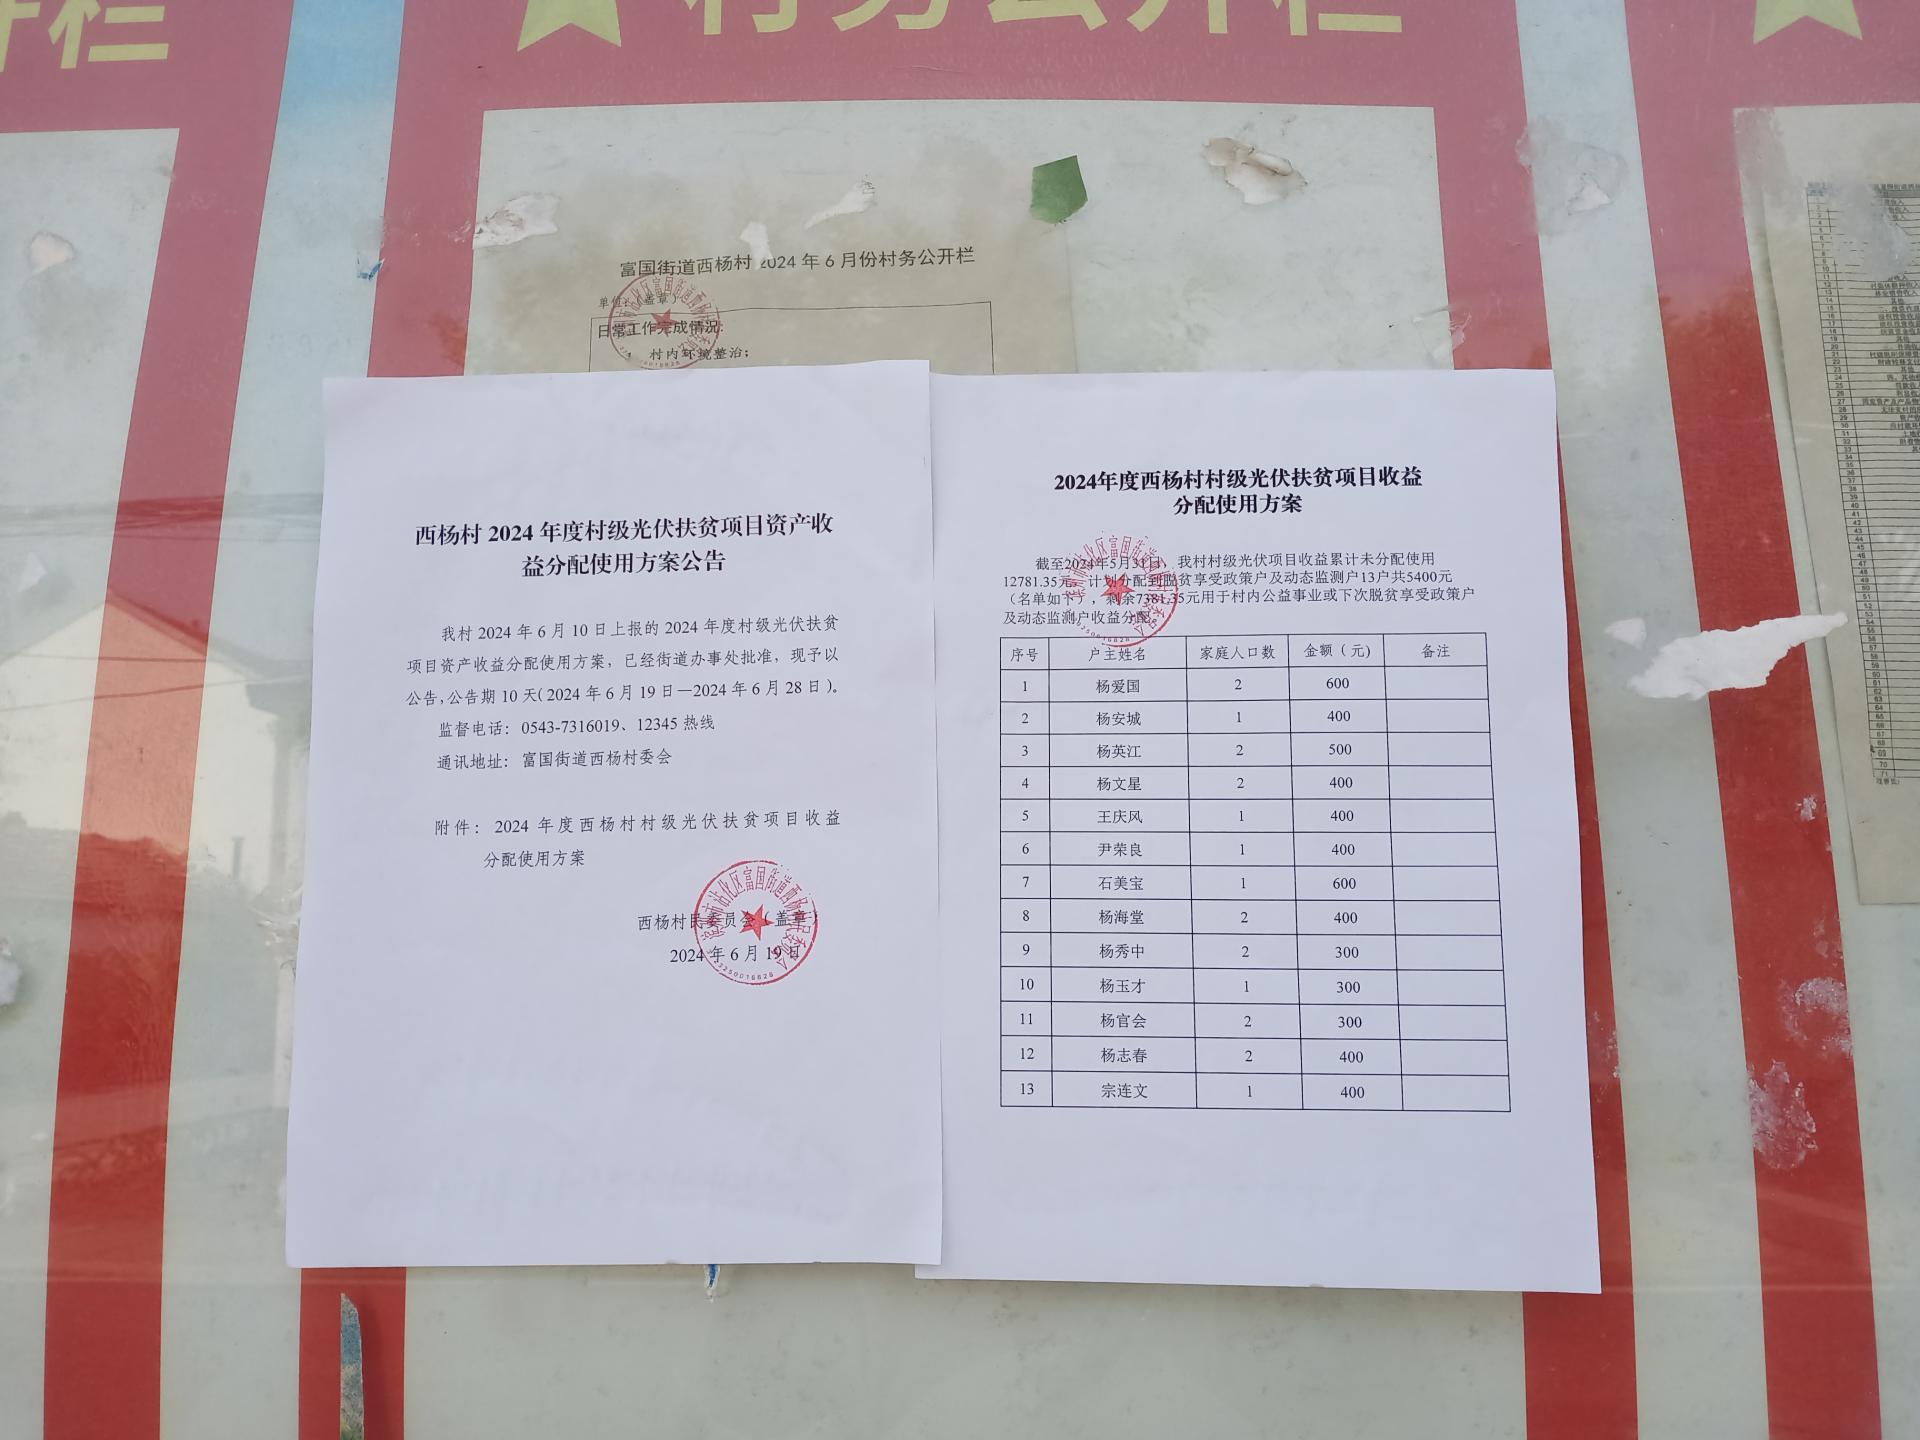 村务公开栏
开栏
富国街道西杨村 2024 年 6 月份村务公开栏
单位：（盖章）
日常工作完成情况:
村内环境整治；
西杨村 2024 年度村级光伏扶贫项目资产收
益分配使用方案公告
我村 2024 年 6 月 10 日上报的 2024 年度村级光伏扶贫
项目资产收益分配使用方案，已经街道办事处批准，现予以
公告,公告期 10 天(2024 年 6 月 19 日—2024 年 6 月 28 日)。
监督电话：0543-7316019、12345 热线
通讯地址：富国街道西杨村委会
附件：2024 年度西杨村村级光伏扶贫项目收益
分配使用方案
西杨村民委员会（盖章）
2024 年 6 月 19 日
2024年度西杨村村级光伏扶贫项目收益
分配使用方案
截至2024年5月31日，我村村级光伏项目收益累计未分配使用
12781.35元，计划分配到脱贫享受政策户及动态监测户13户共5400元
（名单如下），剩余7381.35元用于村内公益事业或下次脱贫享受政策户
及动态监测户收益分配。
序号 户主姓名 家庭人口数 金额（元） 备注
1 杨爱国 2 600
2 杨安城 1 400
3 杨英江 2 500
4 杨文星 2 400
5 王庆风 1 400
6 尹荣良 1 400
7 石美宝 1 600
8 杨海堂 2 400
9 杨秀中 2 300
10 杨玉才 1 300
11 杨官会 2 300
12 杨志春 2 400
13 宗连文 1 400